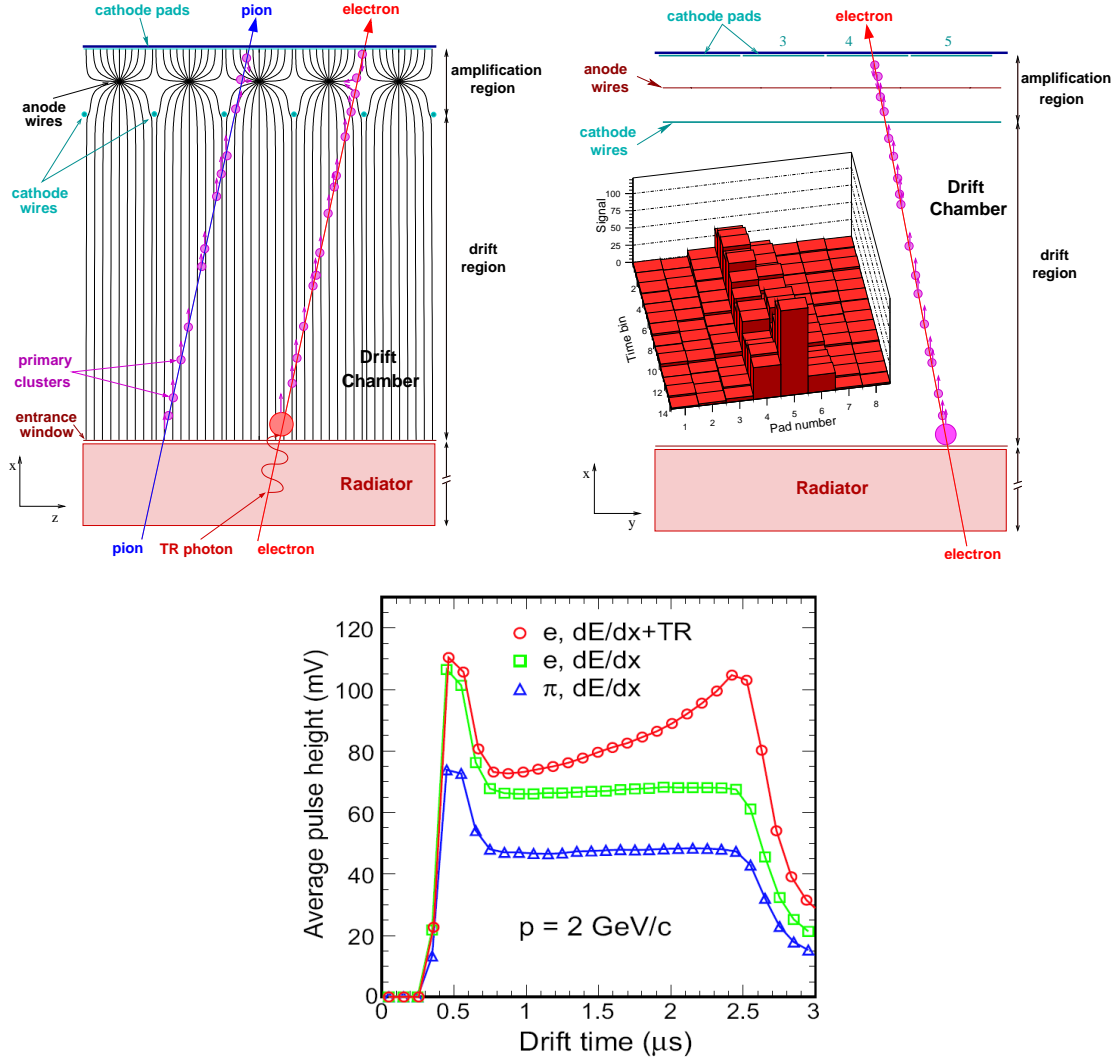 cathode pads
pion
electron
amplification
region
anode
wires
cathode
wires
drift
region
primary
clusters
Drift
Chamber
entrance
window
x
z
Radiator
pion
TR photon
electron
electron
cathode pads
3
4
5
anode
wires
amplification
region
cathode
wires
Drift
Chamber
drift
region
Signal
100
75
50
25
0
Time bin
2
4
6
8
10
12
14
1
2
3
4
5
6
7
8
Pad number
x
y
Radiator
electron
Average pulse height (mV)
120
100
80
60
40
20
0
e, dE/dx+TR
e, dE/dx
π, dE/dx
p = 2 GeV/c
0
0.5
1
1.5
2
2.5
3
Drift time (μs)